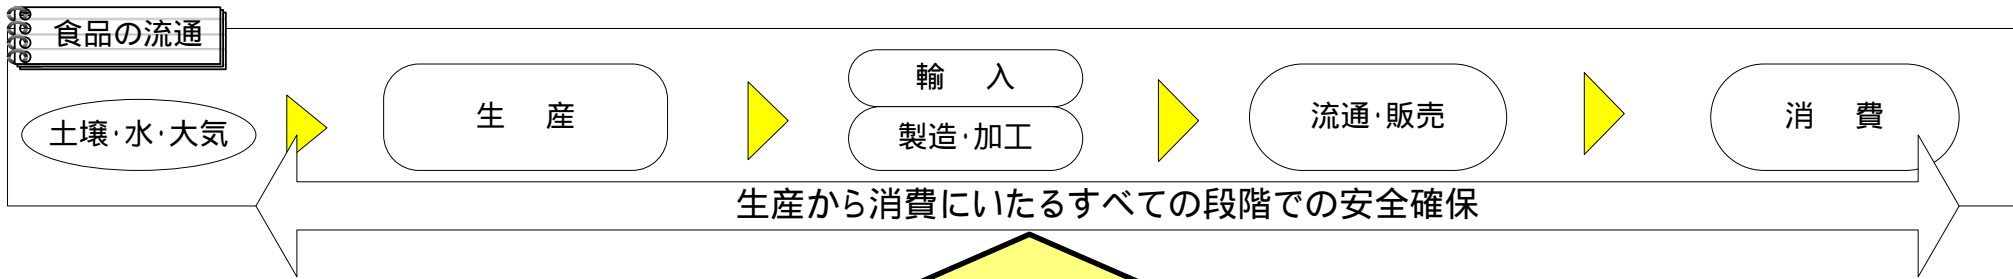 食品の流通
土壌・水・大気
生　産
輸　入
製造・加工
流通・販売
消　費
生産から消費にいたるすべての段階での安全確保